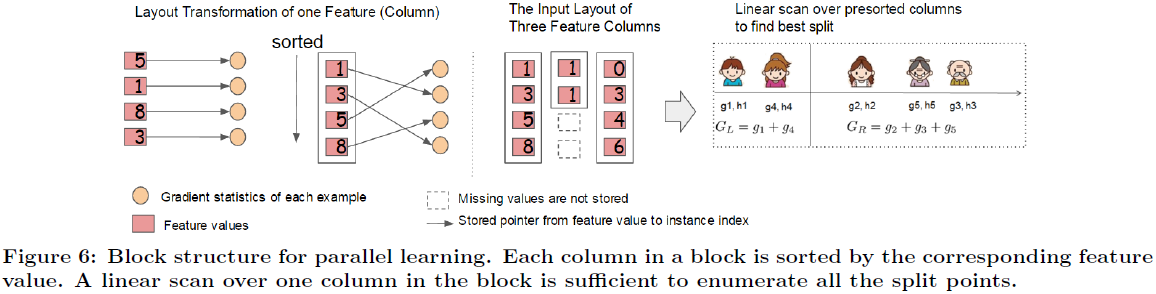 Layout Transformation of one Feature (Column)
The Input Layout of
Three Feature Columns
Linear scan over presorted columns
to find best split
sorted
5
1
8
3
1
3
5
8
1
3
5
8
1
1
0
3
4
6
g1, h1
g4, h4
g2, h2
g5, h5
g3, h3
G_L = g_1 + g_4
G_R = g_2 + g_3 + g_5
Gradient statistics of each example
Feature values
Missing values are not stored
Stored pointer from feature value to instance index
Figure 6: Block structure for parallel learning. Each column in a block is sorted by the corresponding feature
value. A linear scan over one column in the block is sufficient to enumerate all the split points.